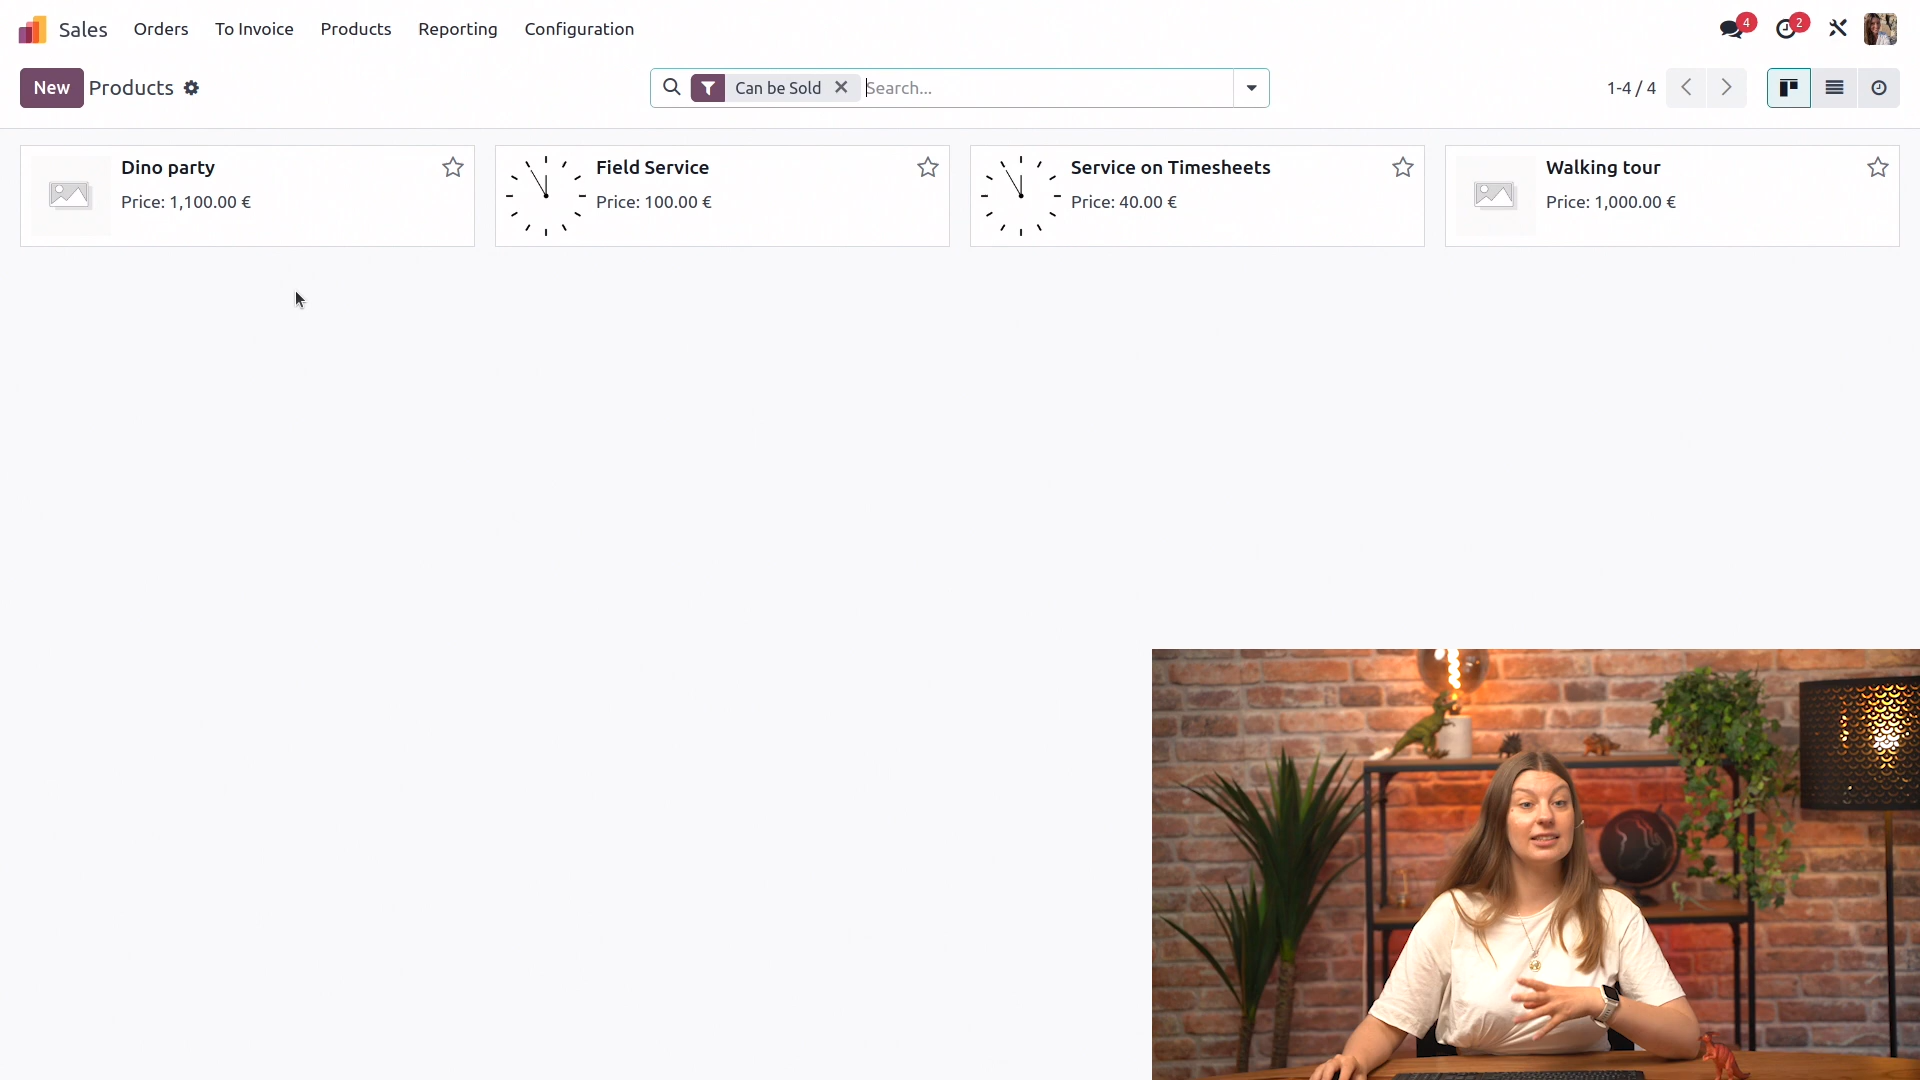 Sales Orders To Invoice Products Reporting Configuration 4 2
New Products Can be Sold Search... 1-4 / 4
Dino party
Price: 1,100.00 €
Field Service
Price: 100.00 €
Service on Timesheets
Price: 40.00 €
Walking tour
Price: 1,000.00 €